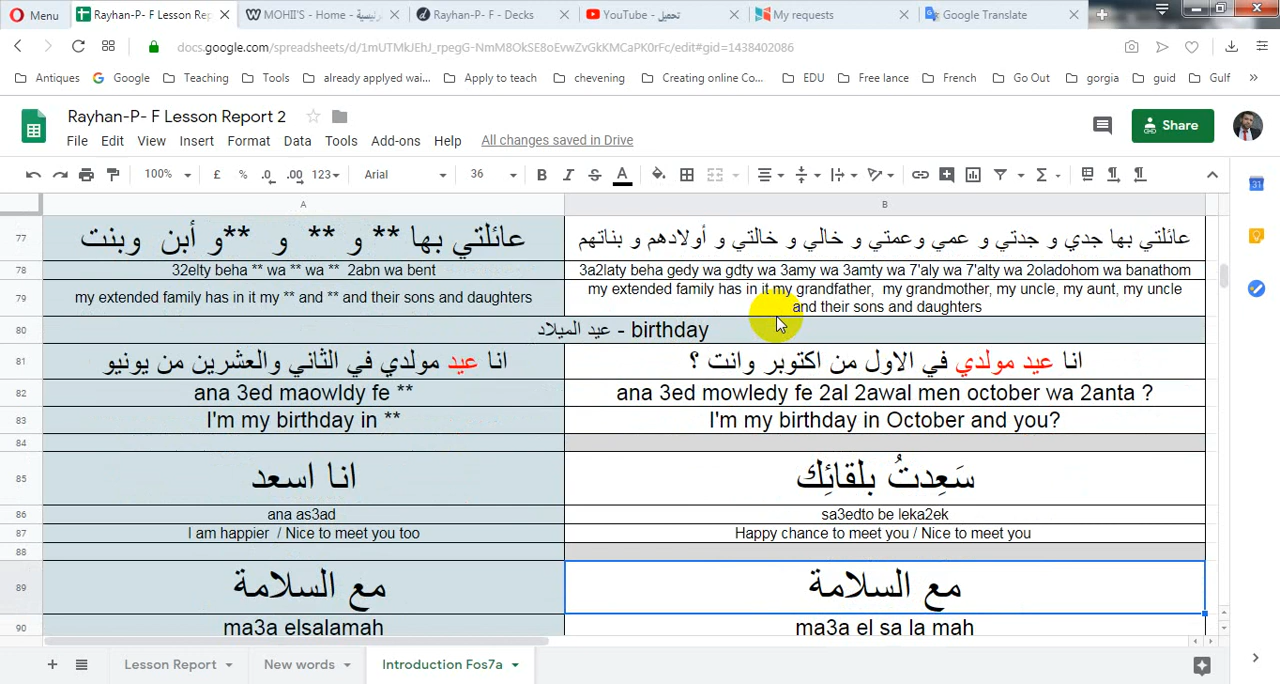 Menu
Rayhan-P- F Lesson Rep
MOHII'S - Home - رئيسية
Rayhan-P- F - Decks
YouTube - تحميل
My requests
Google Translate
docs.google.com/spreadsheets/d/1mUTMkJEhJ_rpegG-NmM8OkSE8oEvwZvGkKMCaPK0rFc/edit#gid=1438402086
Antiques
Google
Teaching
Tools
already applyed wai...
Apply to teach
chevening
Creating online Co...
EDU
Free lance
French
Go Out
gorgia
guid
Gulf
Rayhan-P- F Lesson Report 2
File Edit View Insert Format Data Tools Add-ons Help All changes saved in Drive
Share
100% £ % .0 .00 123 Arial 36 B I S A
A B
77 عائلتي بها ** و ** و **و أبن وبنت
عائلتي بها جدي و جدتي و عمي وعمتي و خالي و خالتي و أولادهم و بناتهم
78 32elty beha ** wa ** wa ** 2abn wa bent
3a2laty beha gedy wa gdty wa 3amy wa 3amty wa 7'aly wa 7'alty wa 2oladohom wa banathom
79 my extended family has in it my ** and ** and their sons and daughters
my extended family has in it my grandfather, my grandmother, my uncle, my aunt, my uncle
and their sons and daughters
80 عيد الميلاد - birthday
81 انا عيد مولدي في الثاني والعشرين من يونيو
انا عيد مولدي في الاول من اكتوبر وانت ؟
82 ana 3ed maowldy fe **
ana 3ed mowledy fe 2al 2awal men october wa 2anta ?
83 I'm my birthday in **
I'm my birthday in October and you?
84
85 انا اسعد
سَعِدتُ بلقائِك
86 ana as3ad
sa3edto be leka2ek
87 I am happier / Nice to meet you too
Happy chance to meet you / Nice to meet you
88
89 مع السلامة
مع السلامة
90 ma3a elsalamah
ma3a el sa la mah
Lesson Report
New words
Introduction Fos7a